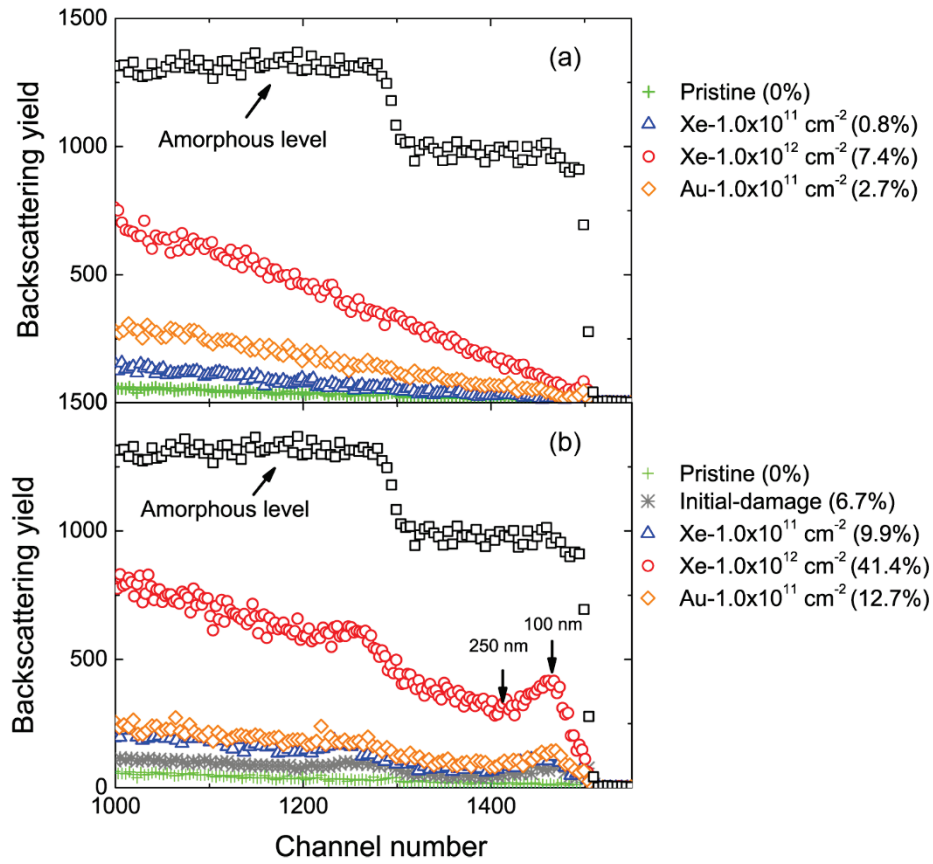 1500
(a)
1000
Amorphous level
500
Backscattering yield
Pristine (0%)
Xe-1.0x10¹¹ cm⁻² (0.8%)
Xe-1.0x10¹² cm⁻² (7.4%)
Au-1.0x10¹¹ cm⁻² (2.7%)
1500
(b)
1000
Amorphous level
500
0
Backscattering yield
250 nm
100 nm
Pristine (0%)
Initial-damage (6.7%)
Xe-1.0x10¹¹ cm⁻² (9.9%)
Xe-1.0x10¹² cm⁻² (41.4%)
Au-1.0x10¹¹ cm⁻² (12.7%)
1000
1200
1400
Channel number